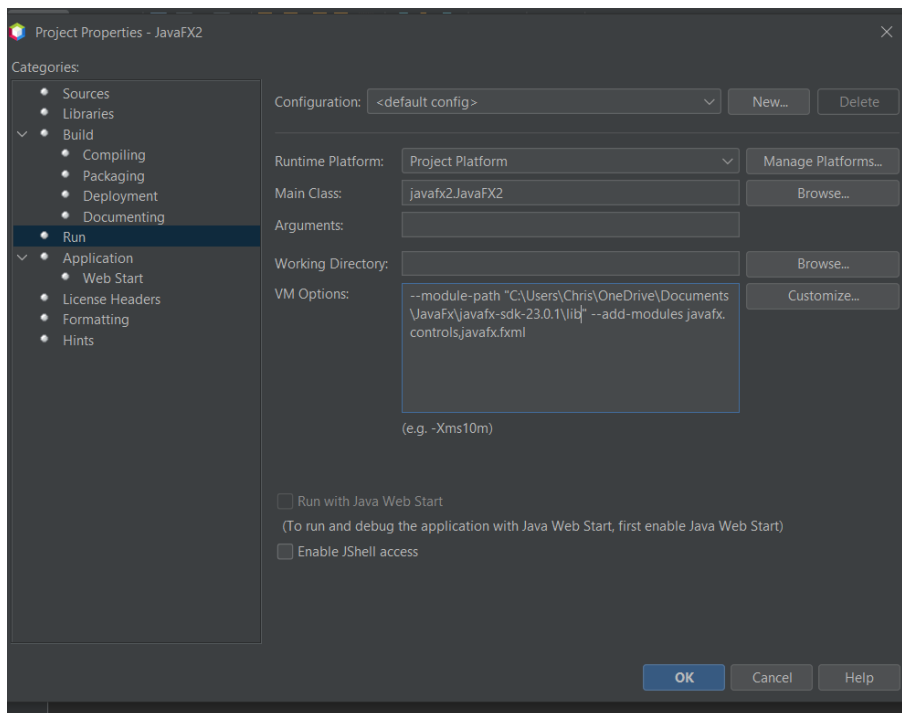 Project Properties - JavaFX2
Categories:
Sources
Libraries
Build
Compiling
Packaging
Deployment
Documenting
Run
Application
Web Start
License Headers
Formatting
Hints
Configuration: <default config> New... Delete
Runtime Platform: Project Platform Manage Platforms...
Main Class: javafx2.JavaFX2 Browse...
Arguments:
Working Directory: Browse...
VM Options: --module-path "C:\Users\Chris\OneDrive\Documents Customize...
\JavaFx\javafx-sdk-23.0.1\lib" --add-modules javafx.
controls,javafx.fxml
(e.g. -Xms10m)
Run with Java Web Start
(To run and debug the application with Java Web Start, first enable Java Web Start)
Enable JShell access
OK Cancel Help